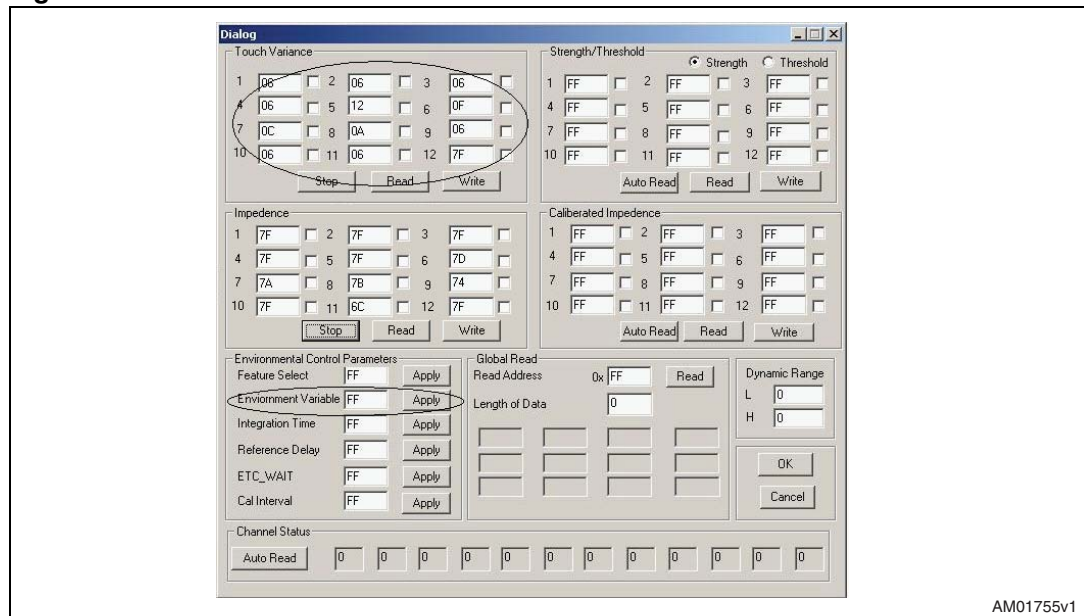 Dialog
Touch Variance
1 06 2 06 3 06
4 06 5 12 6 0F
7 0C 8 0A 9 06
10 06 11 06 12 7F
Stop Read Write
Strength/Threshold
Strength Threshold
1 FF 2 FF 3 FF
4 FF 5 FF 6 FF
7 FF 8 FF 9 FF
10 FF 11 FF 12 FF
Auto Read Read Write
Impedence
1 7F 2 7F 3 7F
4 7F 5 7F 6 7D
7 7A 8 7B 9 74
10 7F 11 6C 12 7F
Stop Read Write
Caliberated Impedence
1 FF 2 FF 3 FF
4 FF 5 FF 6 FF
7 FF 8 FF 9 FF
10 FF 11 FF 12 FF
Auto Read Read Write
Environmental Control Parameters
Feature Select FF Apply
Enviornment Variable FF Apply
Integration Time FF Apply
Reference Delay FF Apply
ETC_WAIT FF Apply
Cal Interval FF Apply
Global Read
Read Address 0x FF Read
Length of Data 0
Dynamic Range
L 0
H 0
OK
Cancel
Channel Status
Auto Read 0 0 0 0 0 0 0 0 0 0 0 0
AM01755v1